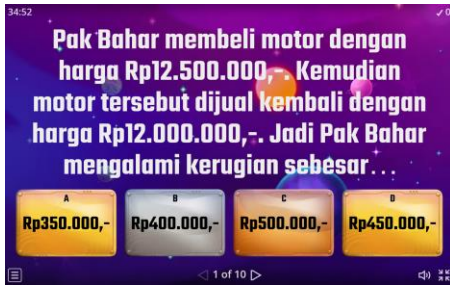 34:52
✓ 0
Pak Bahar membeli motor dengan
harga Rp12.500.000,-. Kemudian
motor tersebut dijual kembali dengan
harga Rp12.000.000,-. Jadi Pak Bahar
mengalami kerugian sebesar...
A
Rp350.000,-
B
Rp400.000,-
C
Rp500.000,-
D
Rp450.000,-
1 of 10